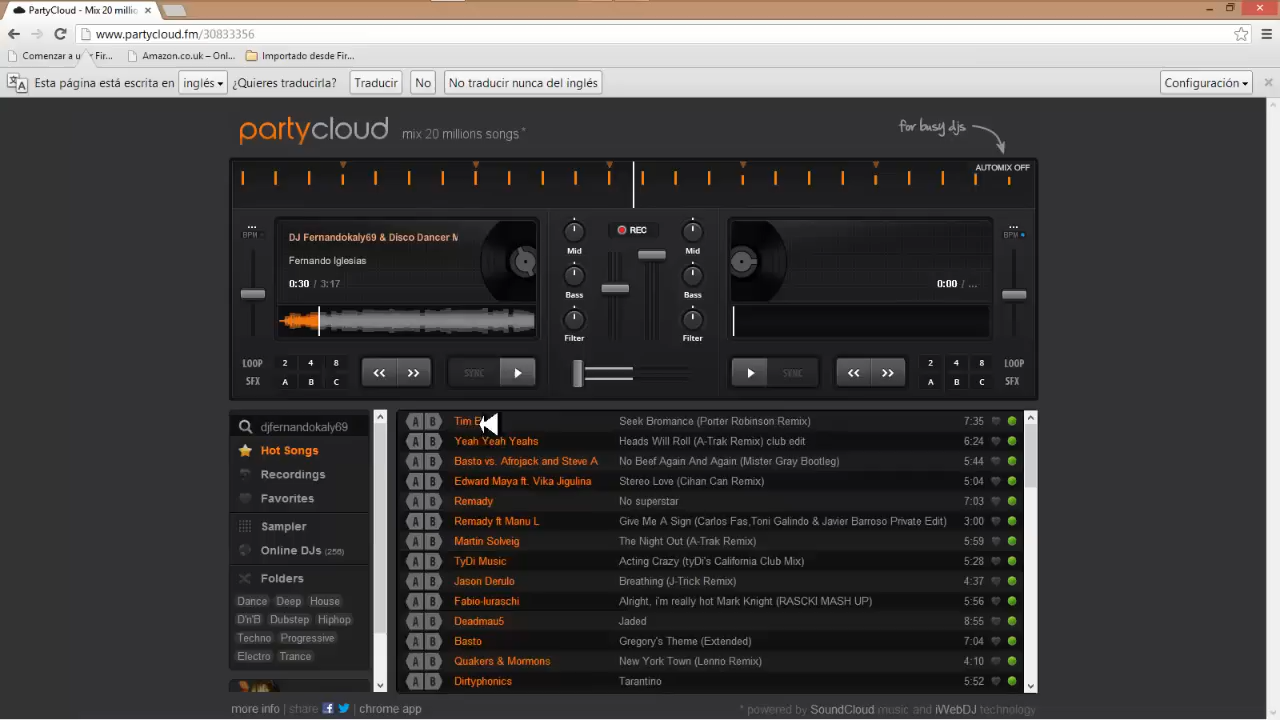 PartyCloud - Mix 20 millio
www.partycloud.fm/30833356
Comenzar a usar Fir... Amazon.co.uk – Onl... Importado desde Fir...
Esta página está escrita en inglés ¿Quieres traducirla? Traducir No No traducir nunca del inglés Configuración
partycloud mix 20 millions songs* for busy djs
AUTOMIX OFF
... BPM DJ Fernandokaly69 & Disco Dancer M Mid REC Mid ... BPM
Fernando Iglesias
0:30 / 3:17 Bass Bass 0:00 / ...
Filter Filter
LOOP 2 4 8 SYNC SYNC 2 4 8 LOOP
SFX A B C A B C SFX
djfernandokaly69
Hot Songs
Recordings
Favorites
Sampler
Online DJs (256)
Folders
Dance Deep House
D'n'B Dubstep Hiphop
Techno Progressive
Electro Trance
A B Tim Seek Bromance (Porter Robinson Remix) 7:35
A B Yeah Yeah Yeahs Heads Will Roll (A-Trak Remix) club edit 6:24
A B Basto vs. Afrojack and Steve A No Beef Again And Again (Mister Gray Bootleg) 5:44
A B Edward Maya ft. Vika Jigulina Stereo Love (Cihan Can Remix) 5:04
A B Remady No superstar 7:03
A B Remady ft Manu L Give Me A Sign (Carlos Fas,Toni Galindo & Javier Barroso Private Edit) 3:00
A B Martin Solveig The Night Out (A-Trak Remix) 5:59
A B TyDi Music Acting Crazy (tyDi's California Club Mix) 5:28
A B Jason Derulo Breathing (J-Trick Remix) 4:37
A B Fabio-luraschi Alright, i'm really hot Mark Knight (RASCKI MASH UP) 5:56
A B Deadmau5 Jaded 8:55
A B Basto Gregory's Theme (Extended) 7:04
A B Quakers & Mormons New York Town (Lenno Remix) 4:10
A B Dirtyphonics Tarantino 5:52
more info | share | chrome app * powered by SoundCloud music and iWebDJ technology